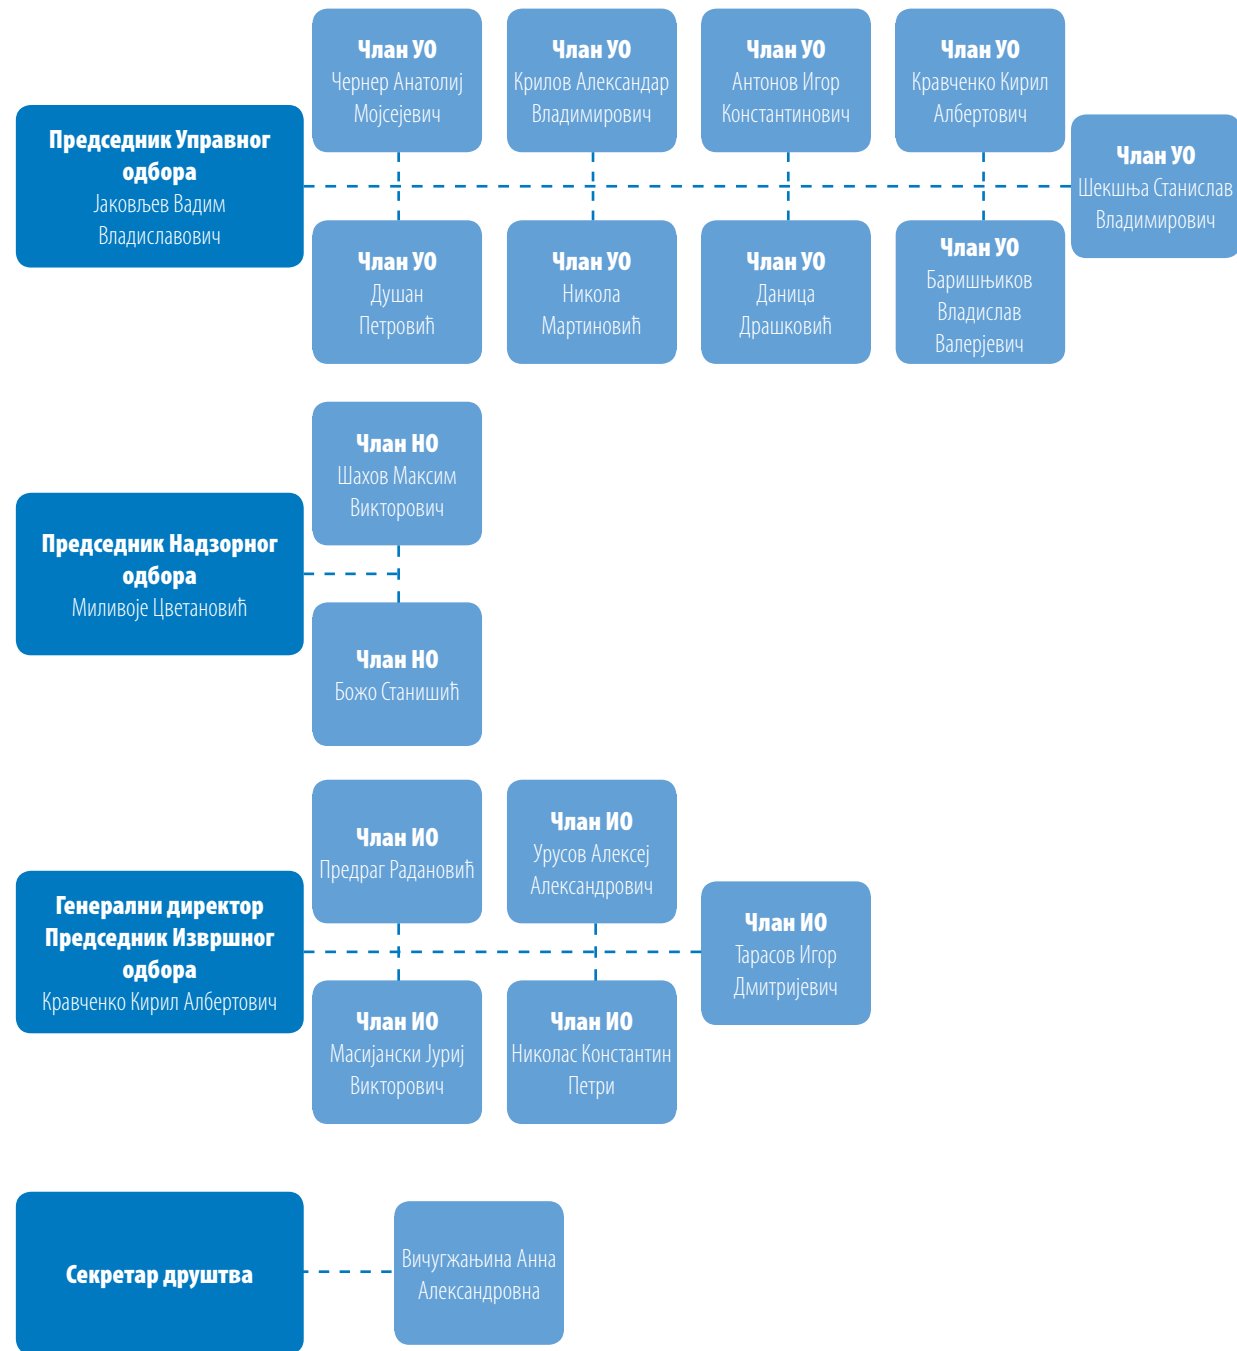 Председник Управног
одбора
Јаковљев Вадим
Владиславович
Члан УО
Чернер Анатолиј
Мојсејевич
Члан УО
Крилов Александар
Владимирович
Члан УО
Антонов Игор
Константинович
Члан УО
Кравченко Кирил
Албертович
Члан УО
Шекшња Станислав
Владимирович
Члан УО
Душан
Петровић
Члан УО
Никола
Мартиновић
Члан УО
Даница
Драшковић
Члан УО
Баришњиков
Владислав
Валерјевич
Председник Надзорног
одбора
Миливоје Цветановић
Члан НО
Шахов Максим
Викторович
Члан НО
Божо Станишић
Генерални директор
Председник Извршног
одбора
Кравченко Кирил Албертович
Члан ИО
Предраг Радановић
Члан ИО
Урусов Алексеј
Александрович
Члан ИО
Тарасов Игор
Дмитријевич
Члан ИО
Масијански Јуриј
Викторович
Члан ИО
Николас Константин
Петри
Секретар друштва
Вичугжањина Анна
Александровна